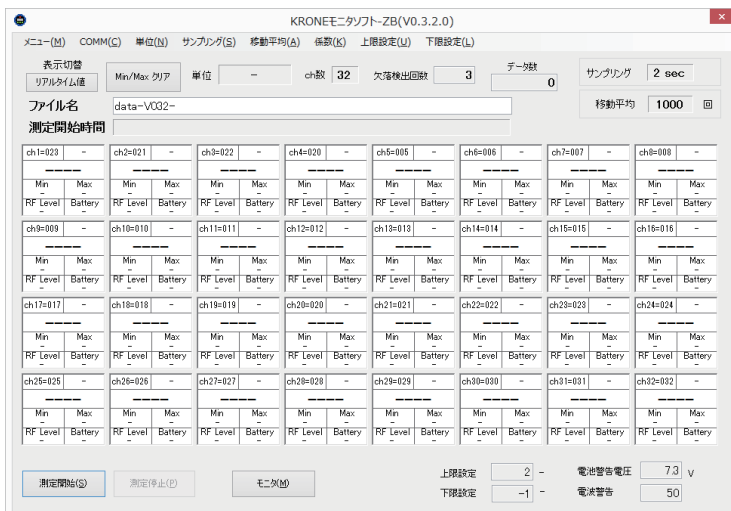 KRONEモニタソフト-ZB(V0.3.2.0)
メニュー(M) COMM(C) 単位(N) サンプリング(S) 移動平均(A) 係数(K) 上限設定(U) 下限設定(L)
表示切替 データ数
リアルタイム値 Min/Max クリア 単位 - ch数 32 欠落検出回数 3 0 サンプリング 2 sec
ファイル名 data-V032- 移動平均 1000 回
測定開始時間
ch1=023 - ch2=021 - ch3=022 - ch4=020 - ch5=005 - ch6=006 - ch7=007 - ch8=008 -
---- ---- ---- ---- ---- ---- ---- ----
Min Max Min Max Min Max Min Max Min Max Min Max Min Max Min Max
- - - - - - - - - - - - - - - -
RF Level Battery RF Level Battery RF Level Battery RF Level Battery RF Level Battery RF Level Battery RF Level Battery RF Level Battery
- - - - - - - - - - - - - - - -
ch9=009 - ch10=010 - ch11=011 - ch12=012 - ch13=013 - ch14=014 - ch15=015 - ch16=016 -
---- ---- ---- ---- ---- ---- ---- ----
Min Max Min Max Min Max Min Max Min Max Min Max Min Max Min Max
- - - - - - - - - - - - - - - -
RF Level Battery RF Level Battery RF Level Battery RF Level Battery RF Level Battery RF Level Battery RF Level Battery RF Level Battery
- - - - - - - - - - - - - - - -
ch17=017 - ch18=018 - ch19=019 - ch20=020 - ch21=021 - ch22=022 - ch23=023 - ch24=024 -
---- ---- ---- ---- ---- ---- ---- ----
Min Max Min Max Min Max Min Max Min Max Min Max Min Max Min Max
- - - - - - - - - - - - - - - -
RF Level Battery RF Level Battery RF Level Battery RF Level Battery RF Level Battery RF Level Battery RF Level Battery RF Level Battery
- - - - - - - - - - - - - - - -
ch25=025 - ch26=026 - ch27=027 - ch28=028 - ch29=029 - ch30=030 - ch31=031 - ch32=032 -
---- ---- ---- ---- ---- ---- ---- ----
Min Max Min Max Min Max Min Max Min Max Min Max Min Max Min Max
- - - - - - - - - - - - - - - -
RF Level Battery RF Level Battery RF Level Battery RF Level Battery RF Level Battery RF Level Battery RF Level Battery RF Level Battery
- - - - - - - - - - - - - - - -
測定開始(S) 測定停止(P) モニタ(M) 上限設定 2 - 電池警告電圧 7.3 V
下限設定 -1 - 電波警告 50